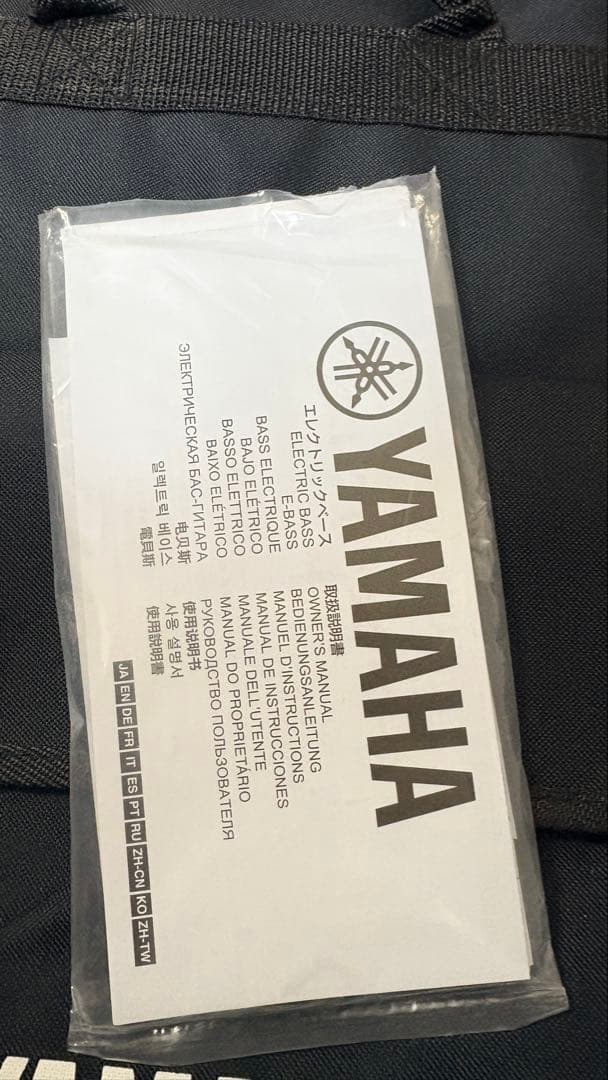 YAMAHA
エレクトリックベース 取扱説明書
ELECTRIC BASS OWNER'S MANUAL
E-BASS BEDIENUNGSANLEITUNG
BASS ELECTRIQUE MANUEL D'INSTRUCTIONS
BAJO ELÉTRICO MANUAL DE INSTRUCCIONES
BASSO ELETTRICO MANUALE DELL'UTENTE
BAIXO ELÉTRICO MANUAL DO PROPRIETÁRIO
ЭЛЕКТРИЧЕСКАЯ БАС-ГИТАРА РУКОВОДСТВО ПОЛЬЗОВАТЕЛЯ
电贝斯 使用说明书
일렉트릭 베이스 사용 설명서
電貝斯 使用說明書
JA EN DE FR IT ES PT RU ZH-CN KO ZH-TW